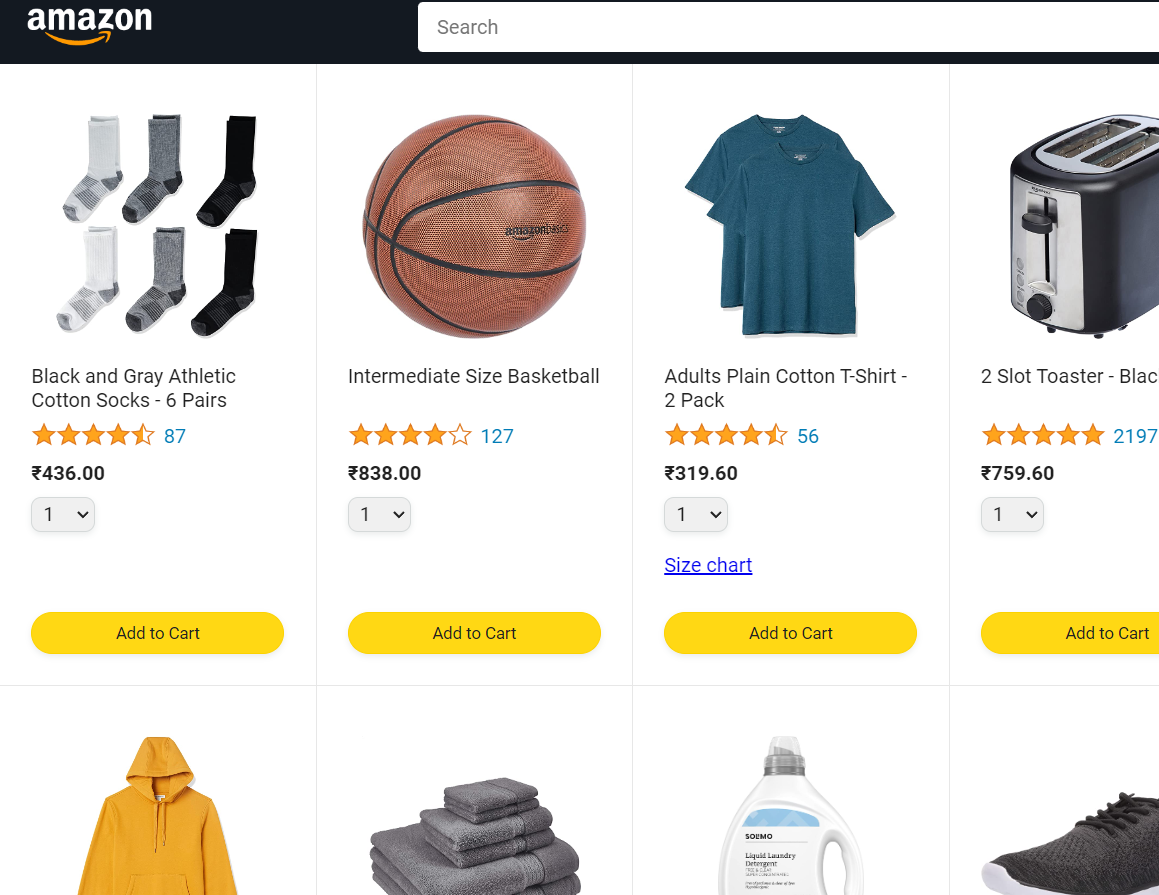 amazon
Search
amazonbasics
Black and Gray Athletic
Cotton Socks - 6 Pairs
87
₹436.00
1
Add to Cart
Intermediate Size Basketball
127
₹838.00
1
Add to Cart
Adults Plain Cotton T-Shirt -
2 Pack
56
₹319.60
1
Size chart
Add to Cart
2 Slot Toaster - Blac
2197
₹759.60
1
Add to Cart
SOLIMO
Liquid Laundry
Detergent
FREE & CLEAR